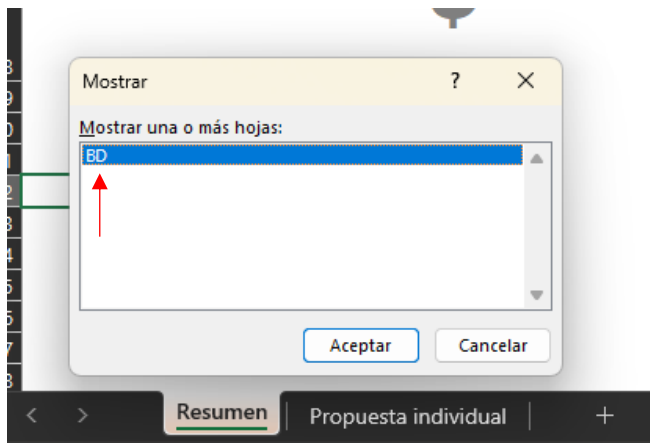 Mostrar ? ×
Mostrar una o más hojas:
BD
Aceptar Cancelar
< > Resumen Propuesta individual +